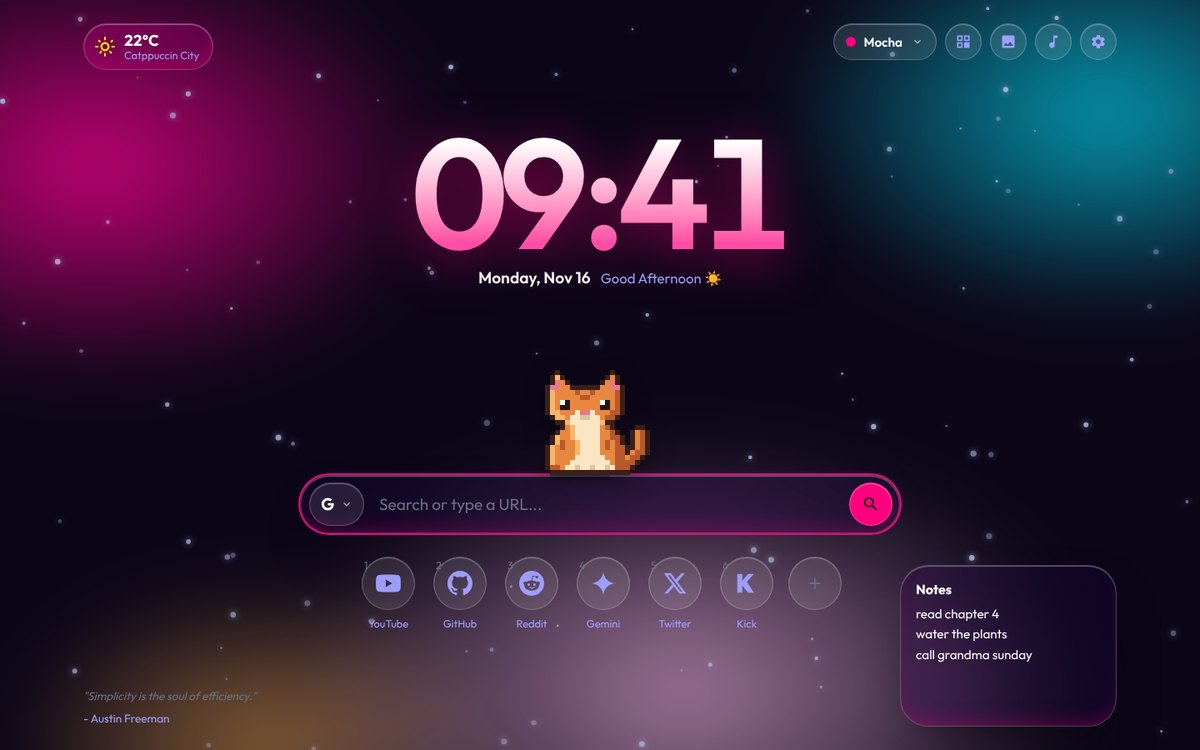 22°C
Catppuccin City
Mocha
09:41
Monday, Nov 16 Good Afternoon
G
Search or type a URL...
1 2 3 4 5 6
YouTube GitHub Reddit Gemini Twitter Kick
Notes
read chapter 4
water the plants
call grandma sunday
"Simplicity is the soul of efficiency."
- Austin Freeman